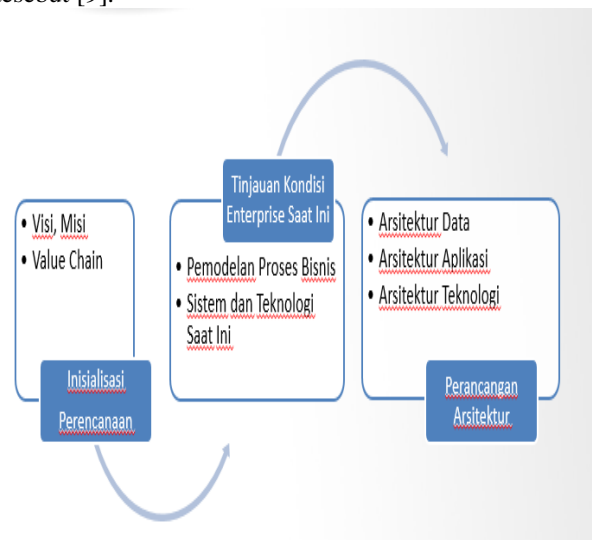 [9].
• Visi, Misi
• Value Chain
Inisialisasi
Perencanaan
Tinjauan Kondisi
Enterprise Saat Ini
• Pemodelan Proses Bisnis
• Sistem dan Teknologi
Saat Ini
• Arsitektur Data
• Arsitektur Aplikasi
• Arsitektur Teknologi
Perancangan
Arsitektur